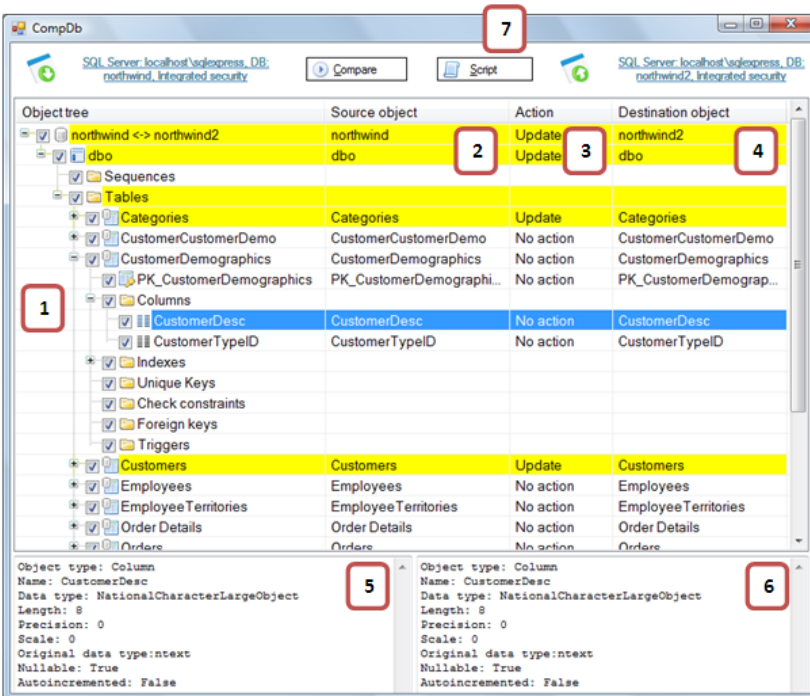 7
CompDb
SQL Server: localhost\sqlexpress, DB:
northwind, Integrated security
Compare
Script
SQL Server: localhost\sqlexpress, DB:
northwind2, Integrated security
Object tree Source object Action Destination object
northwind <-> northwind2 northwind Update northwind2
2 3 4
dbo dbo Update dbo
Sequences
Tables
Categories Categories Update Categories
CustomerCustomerDemo CustomerCustomerDemo No action CustomerCustomerDemo
CustomerDemographics CustomerDemographics No action CustomerDemographics
PK_CustomerDemographics PK_CustomerDemographi... No action PK_CustomerDemograp...
1
Columns
CustomerDesc CustomerDesc No action CustomerDesc
CustomerTypeID CustomerTypeID No action CustomerTypeID
Indexes
Unique Keys
Check constraints
Foreign keys
Triggers
Customers Customers Update Customers
Employees Employees No action Employees
EmployeeTerritories EmployeeTerritories No action EmployeeTerritories
Order Details Order Details No action Order Details
Orders Orders No action Orders
Object type: Column
Name: CustomerDesc
Data type: NationalCharacterLargeObject
Length: 8
Precision: 0
Scale: 0
Original data type:ntext
Nullable: True
Autoincremented: False
5
Object type: Column
Name: CustomerDesc
Data type: NationalCharacterLargeObject
Length: 8
Precision: 0
Scale: 0
Original data type:ntext
Nullable: True
Autoincremented: False
6